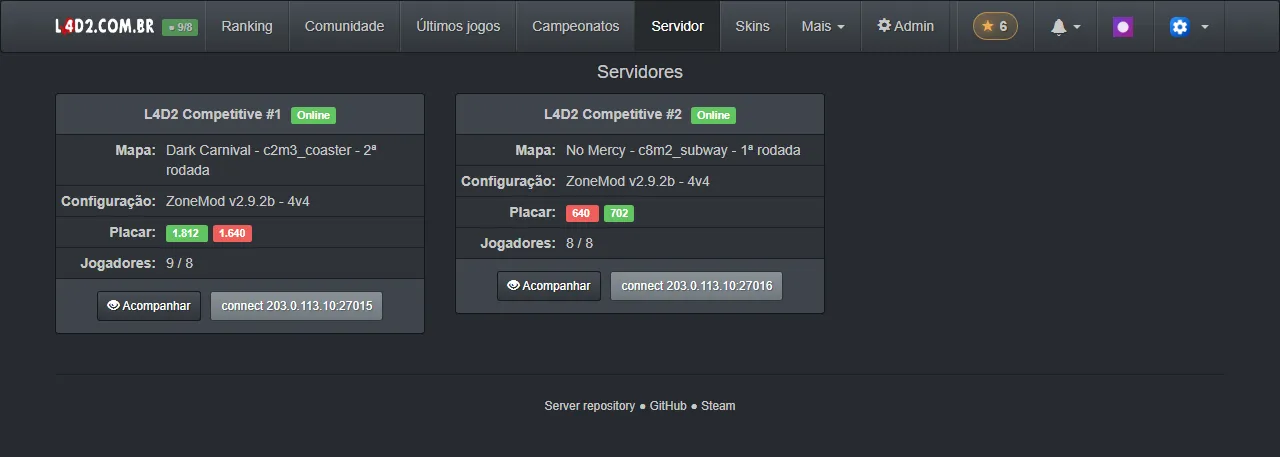 L4D2.COM.BR ● 9/8 Ranking Comunidade Últimos jogos Campeonatos Servidor Skins Mais Admin ★ 6
Servidores
L4D2 Competitive #1 Online
Mapa: Dark Carnival - c2m3_coaster - 2ª
rodada
Configuração: ZoneMod v2.9.2b - 4v4
Placar: 1.812 1.640
Jogadores: 9 / 8
Acompanhar connect 203.0.113.10:27015
L4D2 Competitive #2 Online
Mapa: No Mercy - c8m2_subway - 1ª rodada
Configuração: ZoneMod v2.9.2b - 4v4
Placar: 640 702
Jogadores: 8 / 8
Acompanhar connect 203.0.113.10:27016
Server repository ● GitHub ● Steam